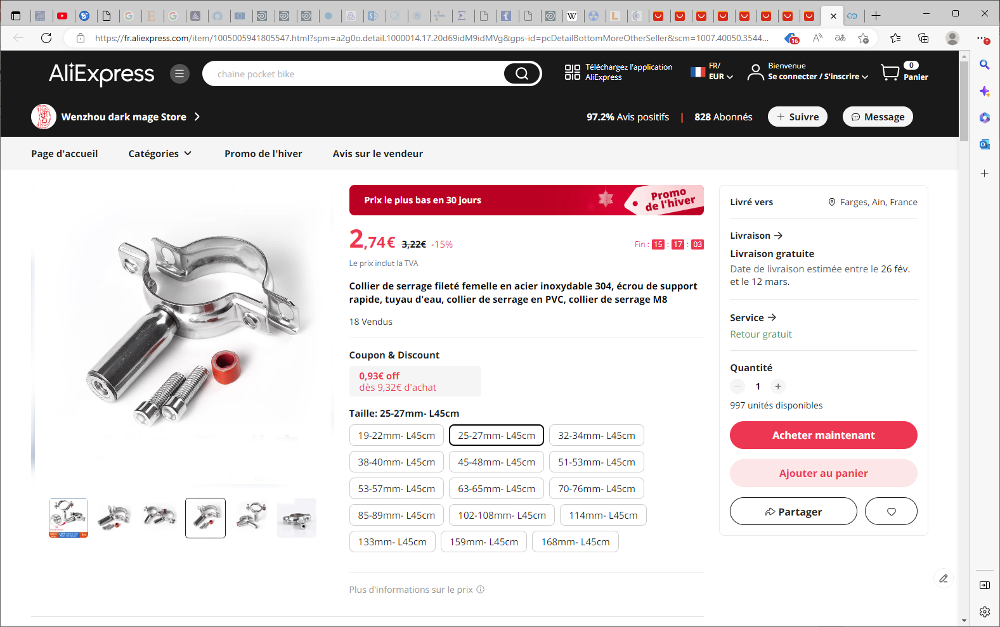 https://fr.aliexpress.com/item/1005005941805547.html?spm=a2g0o.detail.1000014.17.20d69idM9idMVg&gps-id=pcDetailBottomMoreOtherSeller&scm=1007.40050.3544...
16
1
AliExpress
chaine pocket bike
Téléchargez l'application
AliExpress
FR/
EUR
Bienvenue
Se connecter / S'inscrire
0
Panier
Wenzhou dark mage Store
97.2% Avis positifs | 828 Abonnés
+ Suivre
Message
Page d'accueil
Catégories
Promo de l'hiver
Avis sur le vendeur
Prix le plus bas en 30 jours
Promo
de l'hiver
2,74€ 3,22€ -15%
Fin : 15 : 17 : 03
Le prix inclut la TVA
Collier de serrage fileté femelle en acier inoxydable 304, écrou de support
rapide, tuyau d'eau, collier de serrage en PVC, collier de serrage M8
18 Vendus
Coupon & Discount
0,93€ off
dès 9,32€ d'achat
Taille: 25-27mm- L45cm
19-22mm- L45cm
25-27mm- L45cm
32-34mm- L45cm
38-40mm- L45cm
45-48mm- L45cm
51-53mm- L45cm
53-57mm- L45cm
63-65mm- L45cm
70-76mm- L45cm
85-89mm- L45cm
102-108mm- L45cm
114mm- L45cm
133mm- L45cm
159mm- L45cm
168mm- L45cm
Plus d'informations sur le prix
Livré vers
Farges, Ain, France
Livraison
Livraison gratuite
Date de livraison estimée entre le 26 fév.
et le 12 mars.
Service
Retour gratuit
Quantité
1
997 unités disponibles
Acheter maintenant
Ajouter au panier
Partager